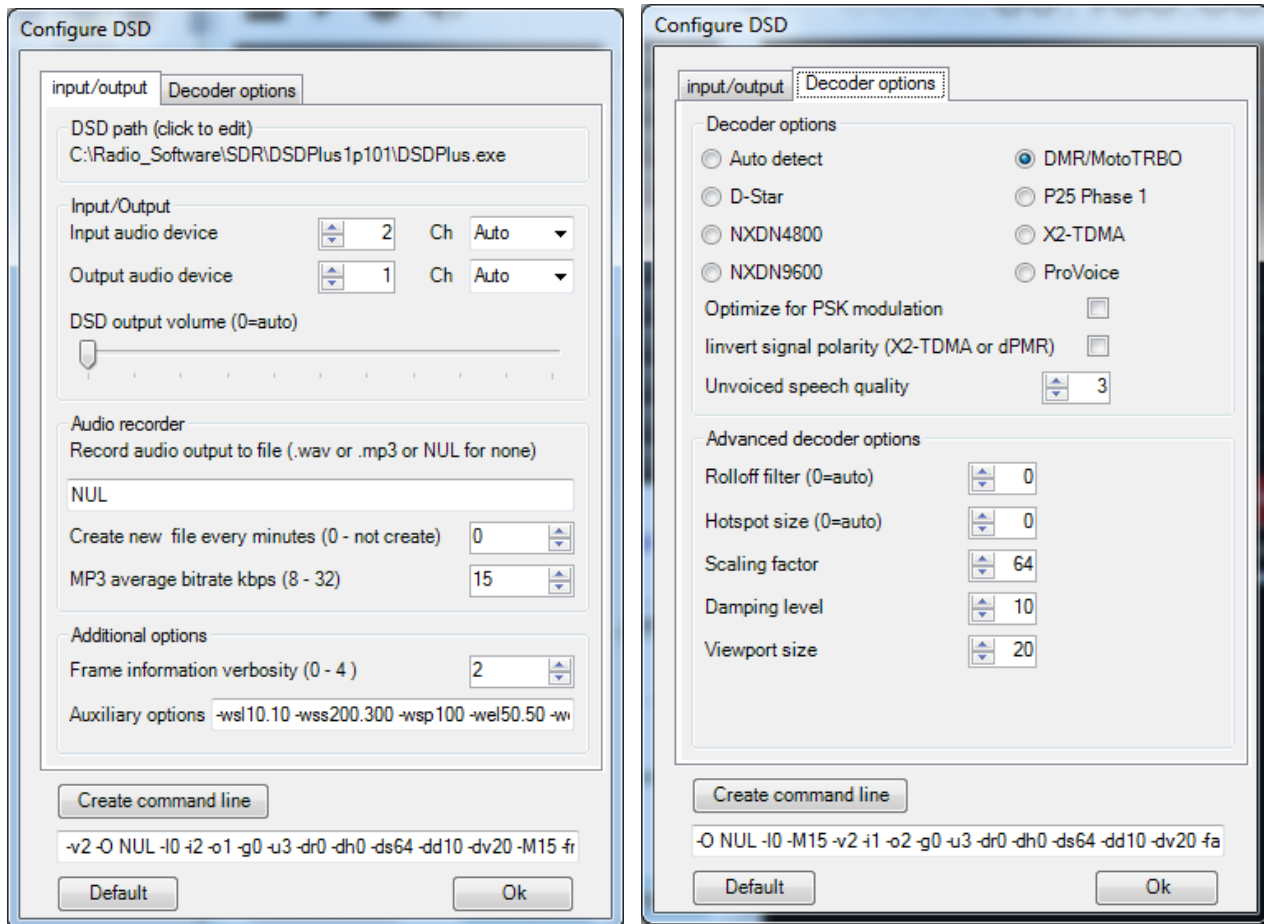 Configure DSD
input/output
Decoder options
DSD path (click to edit)
C:\Radio_Software\SDR\DSDPlus1p101\DSDPlus.exe
Input/Output
Input audio device 2 Ch Auto
Output audio device 1 Ch Auto
DSD output volume (0=auto)
Audio recorder
Record audio output to file (.wav or .mp3 or NUL for none)
NUL
Create new file every minutes (0 - not create) 0
MP3 average bitrate kbps (8 - 32) 15
Additional options
Frame information verbosity (0 - 4 ) 2
Auxiliary options -wsl10.10 -wss200.300 -wsp100 -wel50.50
Create command line
-v2 -O NUL -l0 -i2 -o1 -g0 -u3 -dr0 -dh0 -ds64 -dd10 -dv20 -M15
Default
Ok
Configure DSD
input/output
Decoder options
Decoder options
Auto detect
DMR/MotoTRBO
D-Star
P25 Phase 1
NXDN4800
X2-TDMA
NXDN9600
ProVoice
Optimize for PSK modulation
Iinvert signal polarity (X2-TDMA or dPMR)
Unvoiced speech quality 3
Advanced decoder options
Rolloff filter (0=auto) 0
Hotspot size (0=auto) 0
Scaling factor 64
Damping level 10
Viewport size 20
Create command line
-O NUL -l0 -M15 -v2 -i1 -o2 -g0 -u3 -dr0 -dh0 -ds64 -dd10 -dv20 -fa
Default
Ok